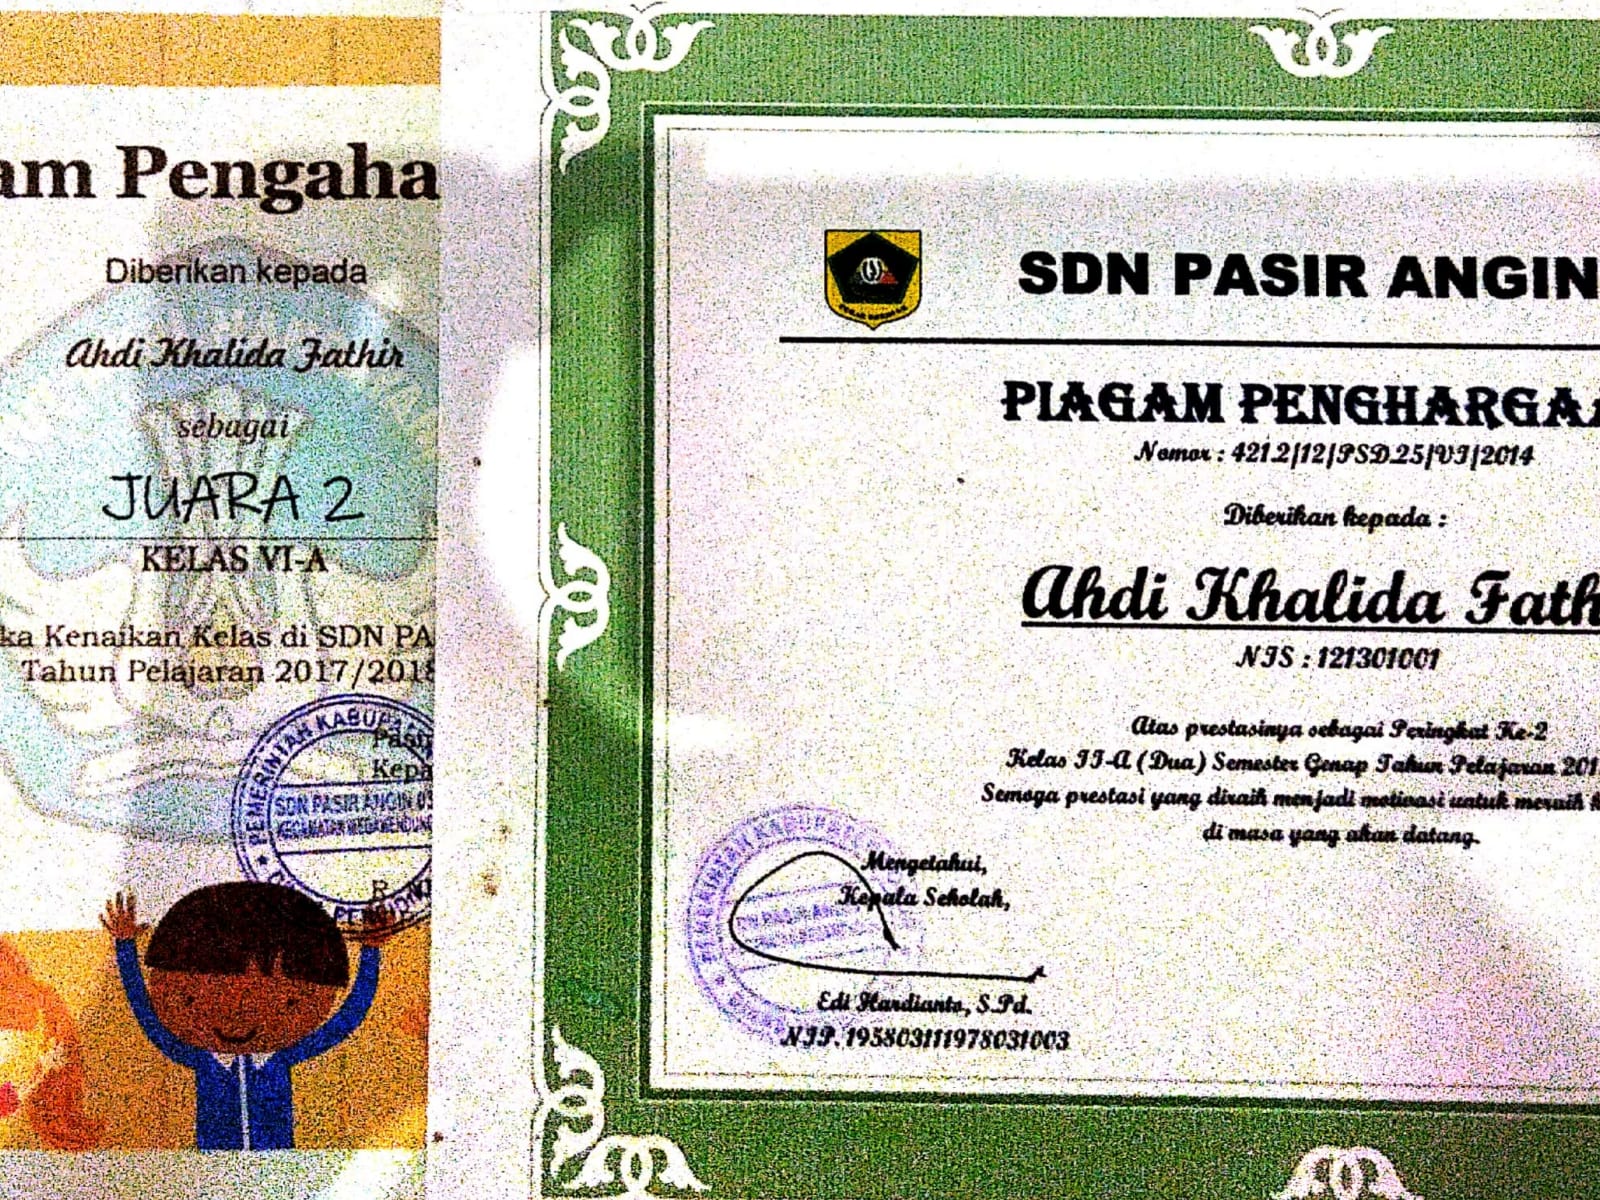 am Pengaha
Diberikan kepada
Ahdi Khalida Fathir
sebagai
JUARA 2
KELAS VI-A
ka Kenaikan Kelas di SDN PA
Tahun Pelajaran 2017/2018
Pasi
Kepa
PEMERINTAH KABUPA
SDN PASIR ANGIN 0
KECAMATAN MEGAMENDUNG
SDN PASIR ANGIN
PIAGAM PENGHARGAA
Nomor : 421.2/12/PSD.25/VI/2014
Diberikan kepada :
Ahdi Khalida Fath
NIS : 121301001
Atas prestasinya sebagai Peringkat Ke-2
Kelas II-A (Dua) Semester Genap Tahun Pelajaran 201
Semoga prestasi yang diraih menjadi motivasi untuk meraih
di masa yang akan datang.
Mengetahui,
Kepala Sekolah,
Edi Hardianto, S.Pd.
NIP. 195803111978031003